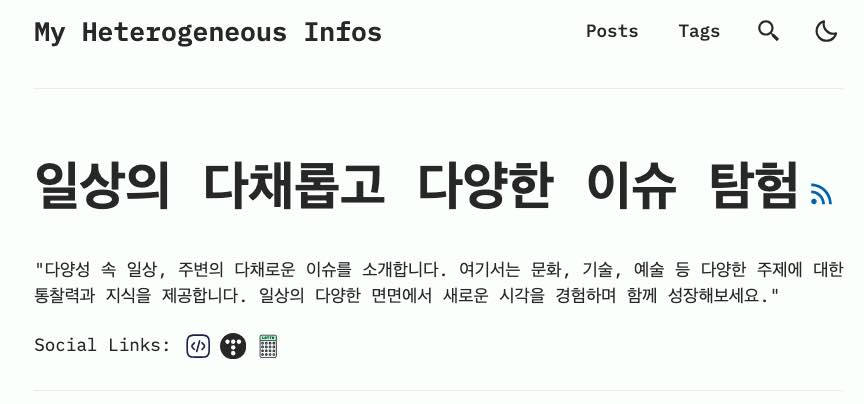 My Heterogeneous Infos
Posts Tags
일상의 다채롭고 다양한 이슈 탐험
"다양성 속 일상, 주변의 다채로운 이슈를 소개합니다. 여기서는 문화, 기술, 예술 등 다양한 주제에 대한
통찰력과 지식을 제공합니다. 일상의 다양한 면면에서 새로운 시각을 경험하며 함께 성장해보세요."
Social Links: